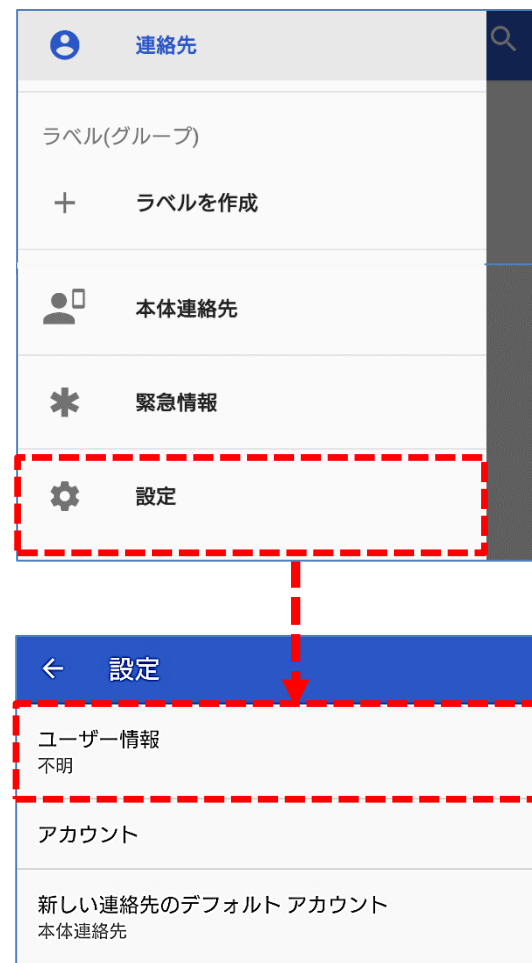 連絡先
ラベル(グループ)
ラベルを作成
本体連絡先
緊急情報
設定
設定
ユーザー情報
不明
アカウント
新しい連絡先のデフォルト アカウント
本体連絡先